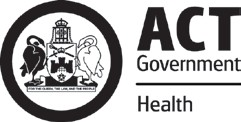 ACT
Government
Health
FOR THE QUEEN, THE LAW, AND THE PEOPLE